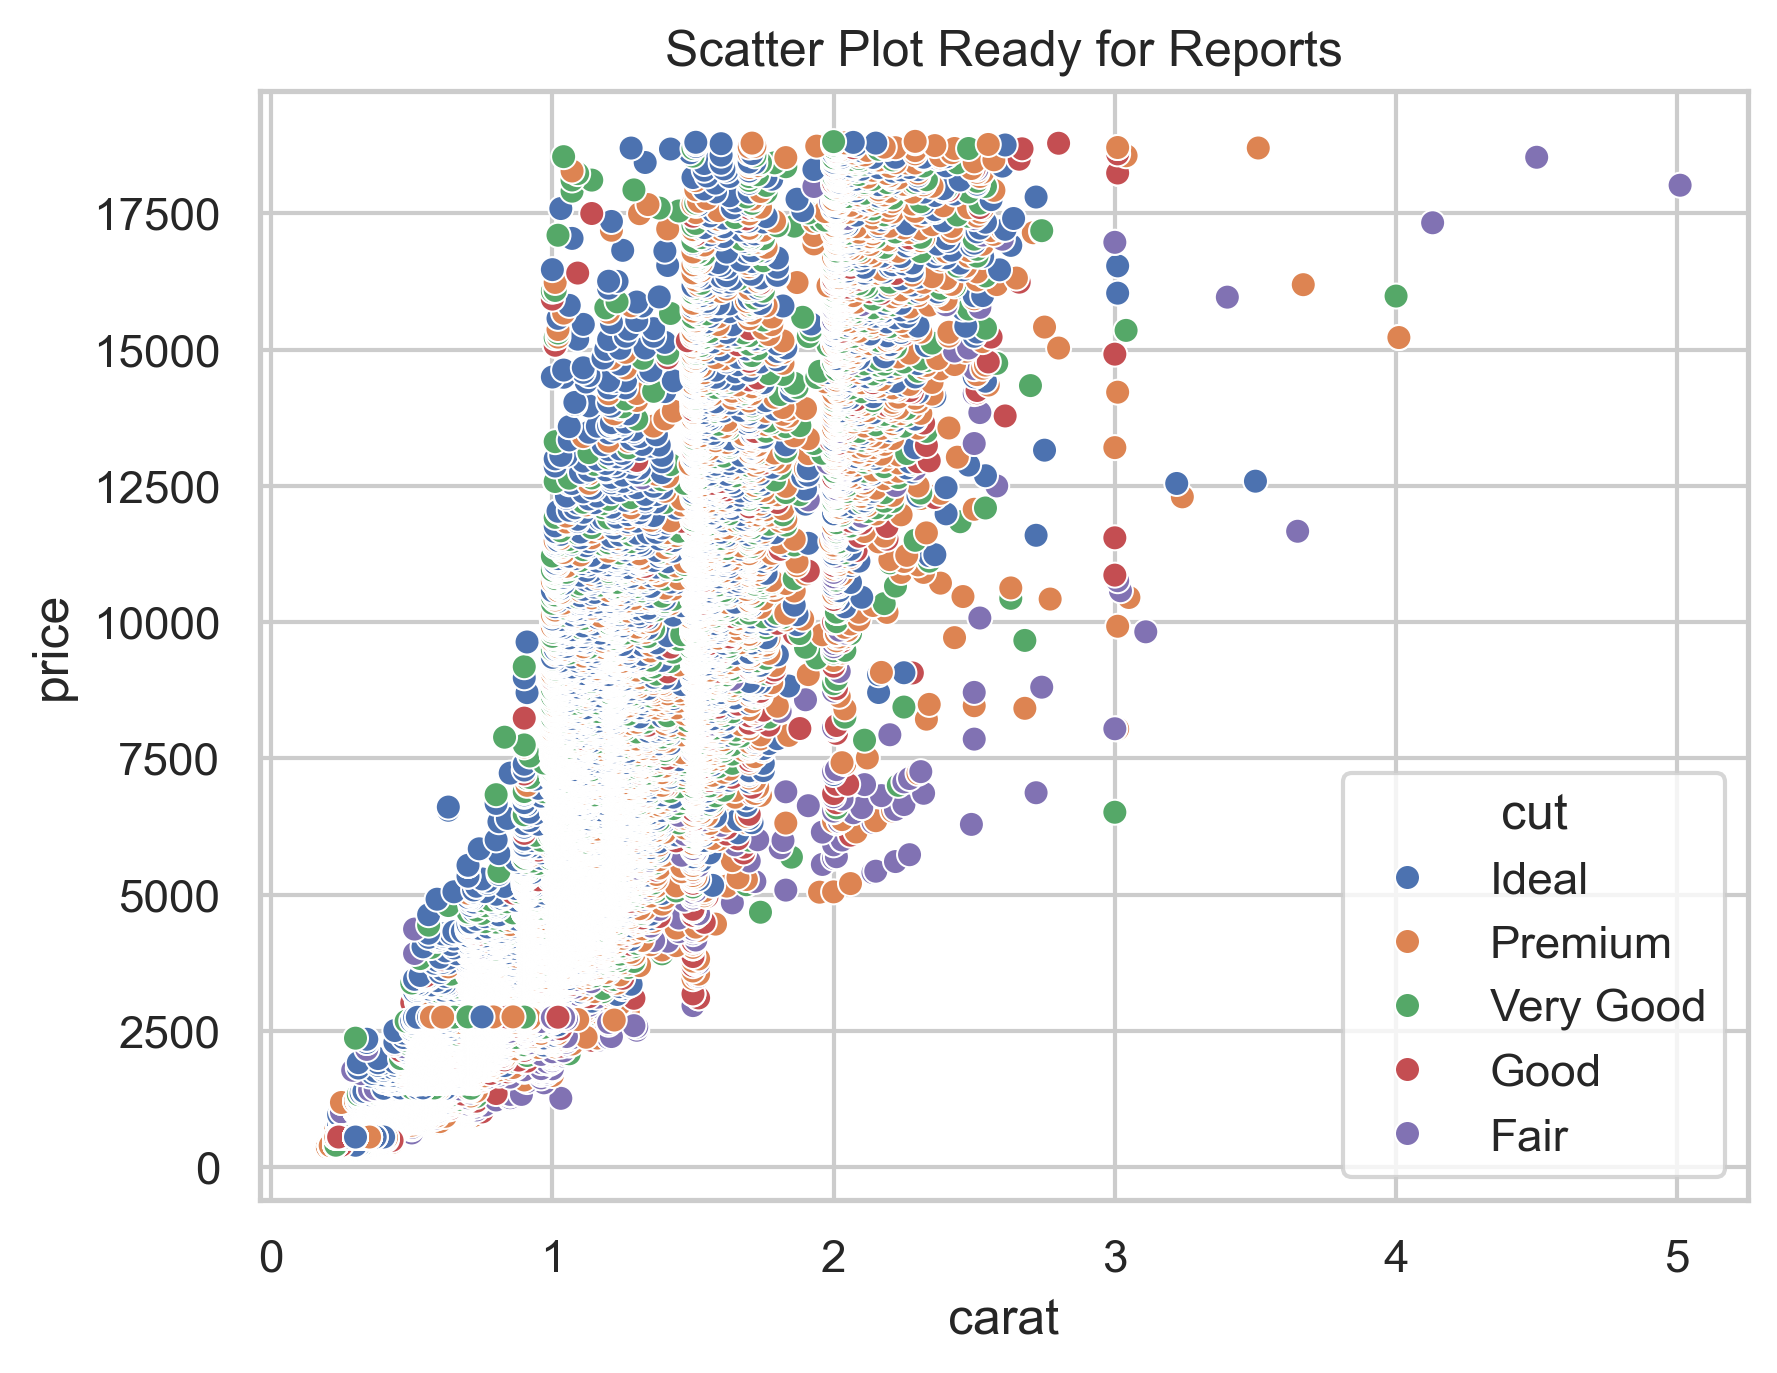 Scatter Plot Ready for Reports
17500
15000
12500
10000
7500
5000
2500
0
price
0 1 2 3 4 5
carat
cut
Ideal
Premium
Very Good
Good
Fair